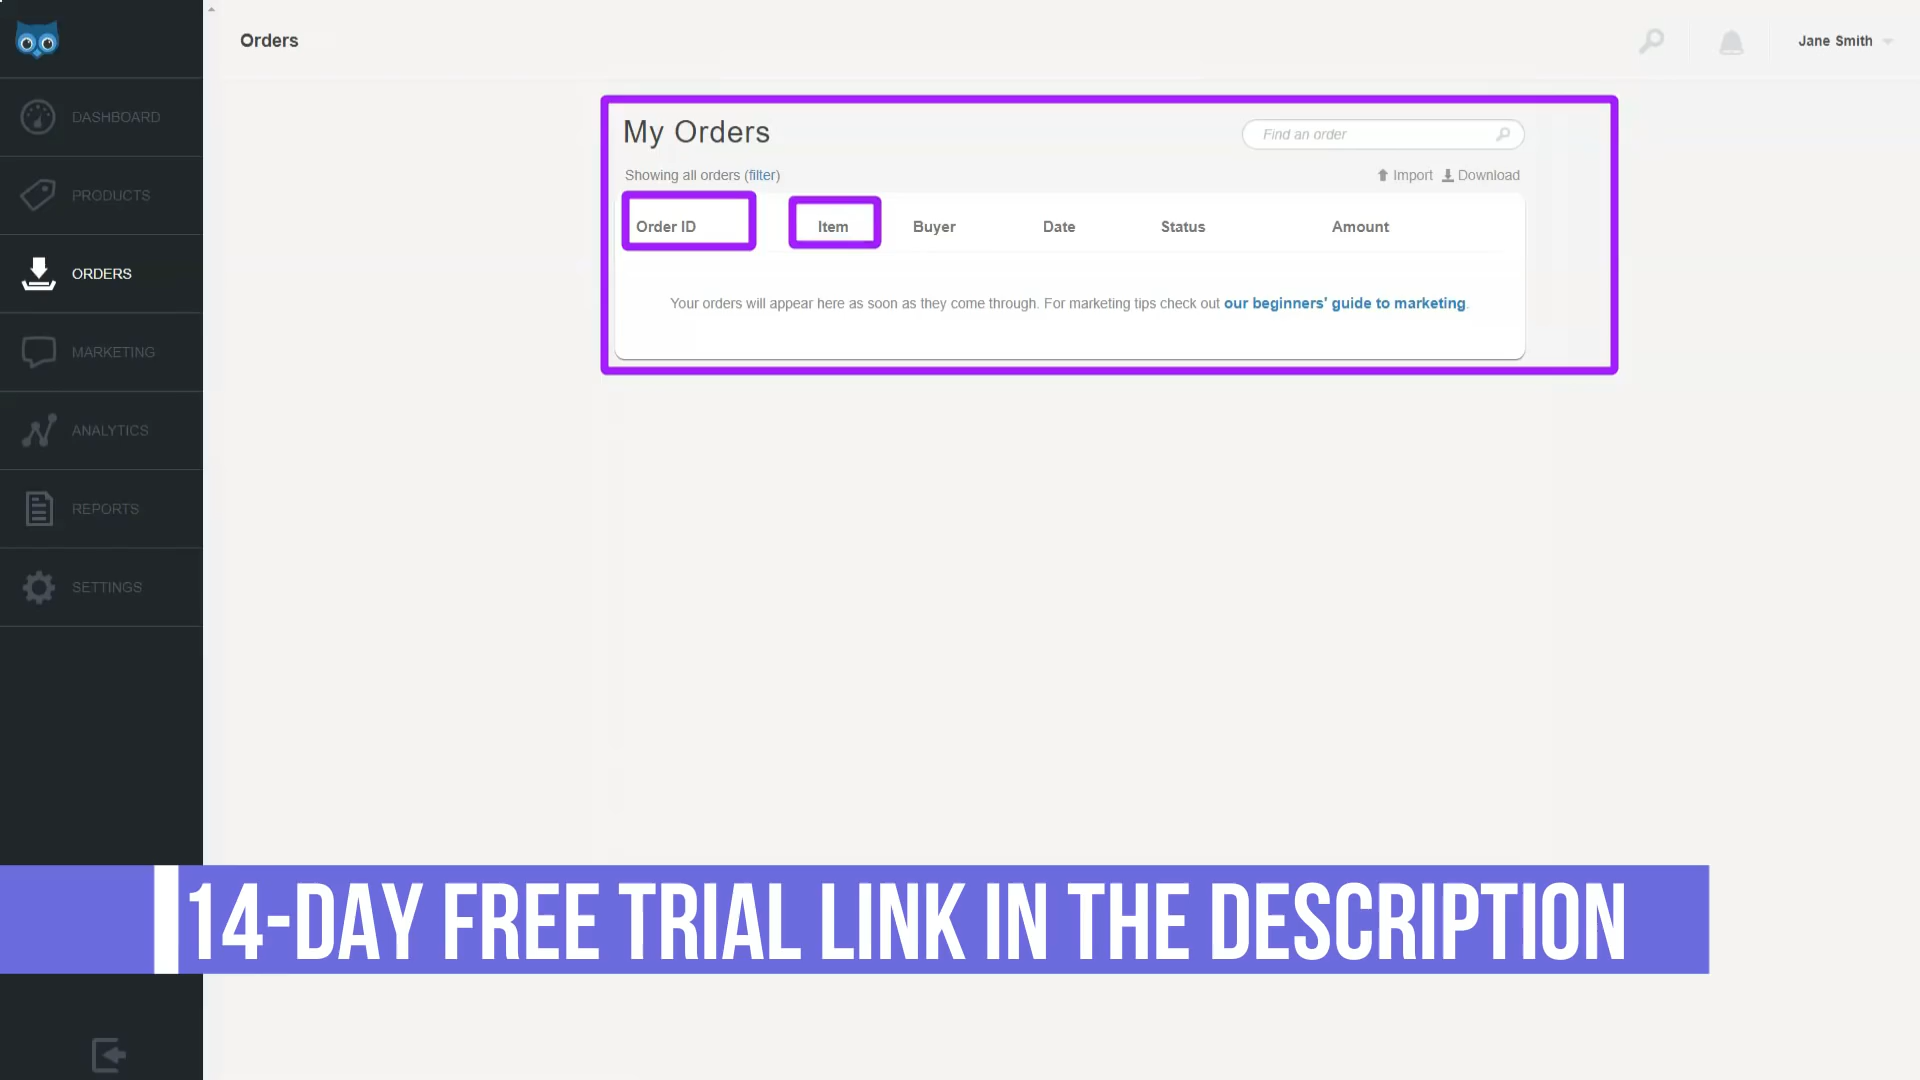 Orders
Jane Smith
DASHBOARD
PRODUCTS
ORDERS
MARKETING
ANALYTICS
REPORTS
SETTINGS
My Orders
Find an order
Showing all orders (filter)
Import Download
Order ID Item Buyer Date Status Amount
Your orders will appear here as soon as they come through. For marketing tips check out our beginners' guide to marketing.
14-DAY FREE TRIAL LINK IN THE DESCRIPTION